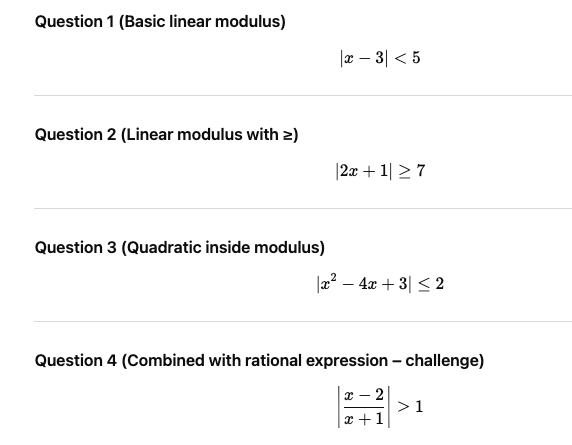 Question 1 (Basic linear modulus)
|x − 3| < 5
Question 2 (Linear modulus with ≥)
|2x + 1| ≥ 7
Question 3 (Quadratic inside modulus)
|x² − 4x + 3| ≤ 2
Question 4 (Combined with rational expression – challenge)
|(x − 2)/(x + 1)| > 1